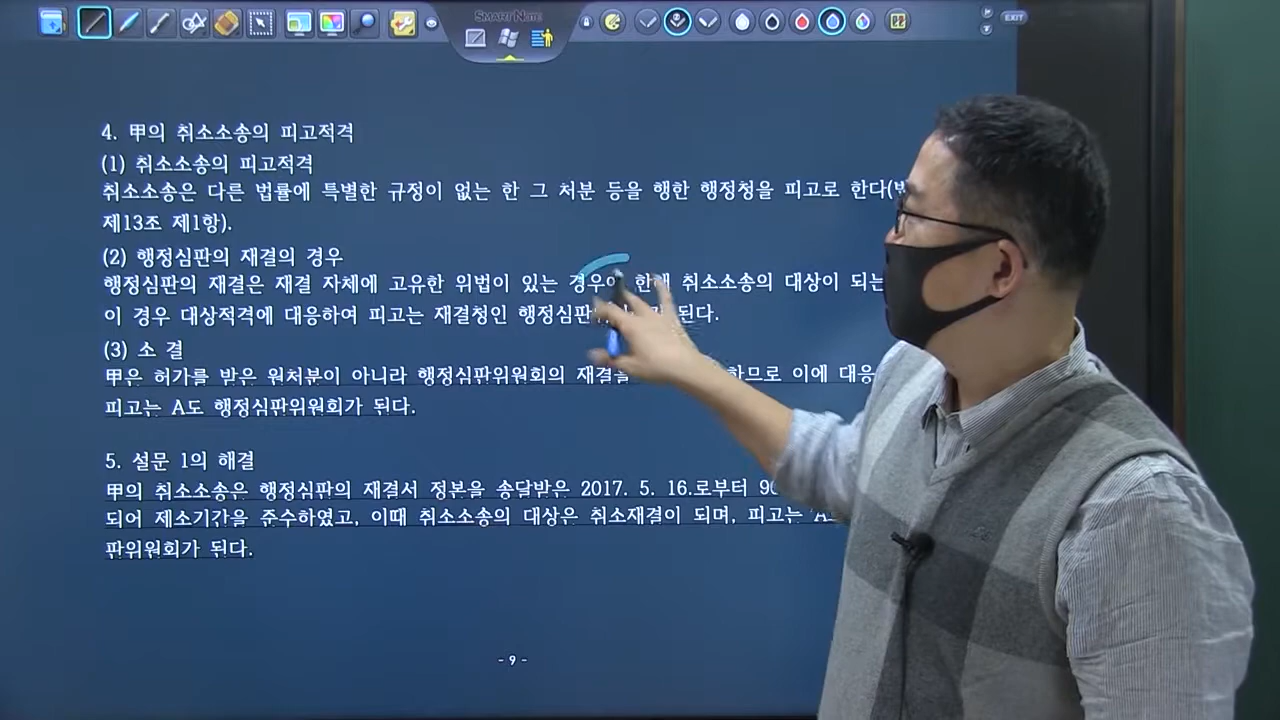 SMART NOTE
EXIT
4. 甲의 취소소송의 피고적격
(1) 취소소송의 피고적격
취소소송은 다른 법률에 특별한 규정이 없는 한 그 처분 등을 행한 행정청을 피고로 한다(
제13조 제1항).
(2) 행정심판의 재결의 경우
행정심판의 재결은 재결 자체에 고유한 위법이 있는 경우에 한해 취소소송의 대상이 되는
이 경우 대상적격에 대응하여 피고는 재결청인 행정심판 된다.
(3) 소 결
甲은 허가를 받은 원처분이 아니라 행정심판위원회의 재결을 하므로 이에 대응
피고는 A도 행정심판위원회가 된다.
5. 설문 1의 해결
甲의 취소소송은 행정심판의 재결서 정본을 송달받은 2017. 5. 16.로부터
되어 제소기간을 준수하였고, 이때 취소소송의 대상은 취소재결이 되며, 피고는
판위원회가 된다.
- 9 -